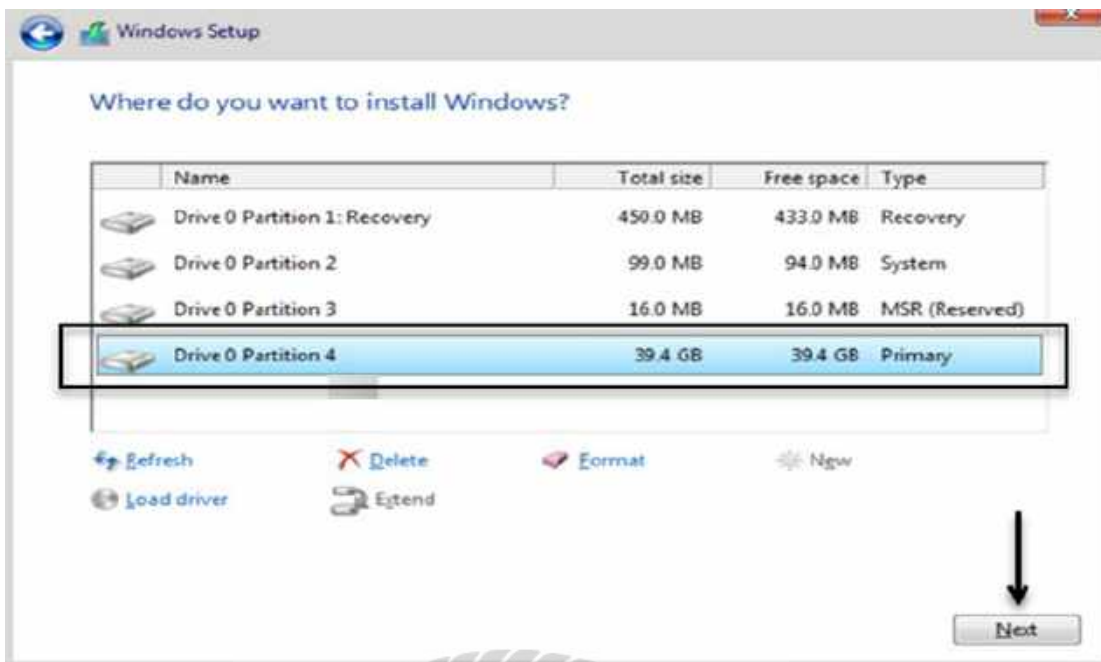 Windows Setup
Where do you want to install Windows?
Name Total size Free space Type
Drive 0 Partition 1: Recovery 450.0 MB 433.0 MB Recovery
Drive 0 Partition 2 99.0 MB 94.0 MB System
Drive 0 Partition 3 16.0 MB 16.0 MB MSR (Reserved)
Drive 0 Partition 4 39.4 GB 39.4 GB Primary
Refresh Delete Format New
Load driver Extend
Next